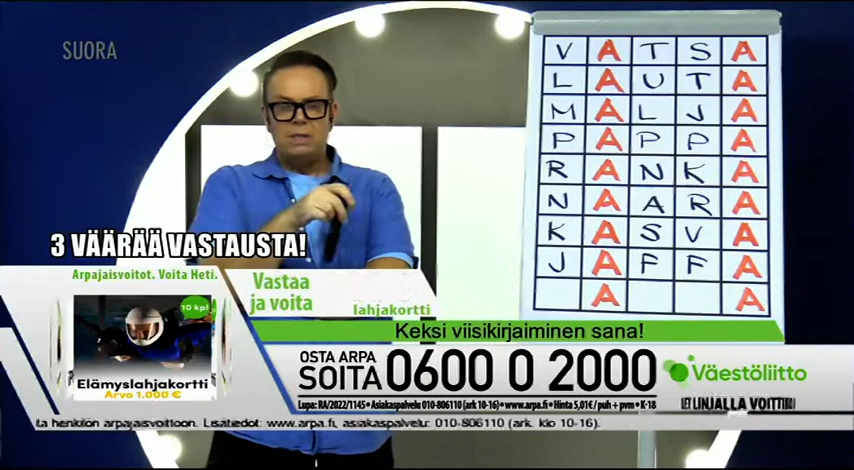 SUORA
V A T S A
L A U T A
M A L J A
P A P P A
R A N K A
N A A R A
K A S V A
J A F F A
A A
3 VÄÄRÄÄ VASTAUSTA!
Arpajaisvoitot. Voita Heti.
10 kpl
Elämyslahjakortti
Arvo 1.000 €
Vastaa
ja voita
lahjakortti
Keksi viisikirjaiminen sana!
OSTA ARPA
SOITA 0600 0 2000
Väestöliitto
Lupa: RA/2022/1145 • Asiakaspalvelu 010-806110 (ark 10-16) • www.arpa.fi • Hinta 5,01€ / puh + pvm • K-18
LINJALLA
ta henkilön arpajaisvoittoon. Lisätiedot: www.arpa.fi, asiakaspalvelu: 010-806110 (ark. klo 10-16).